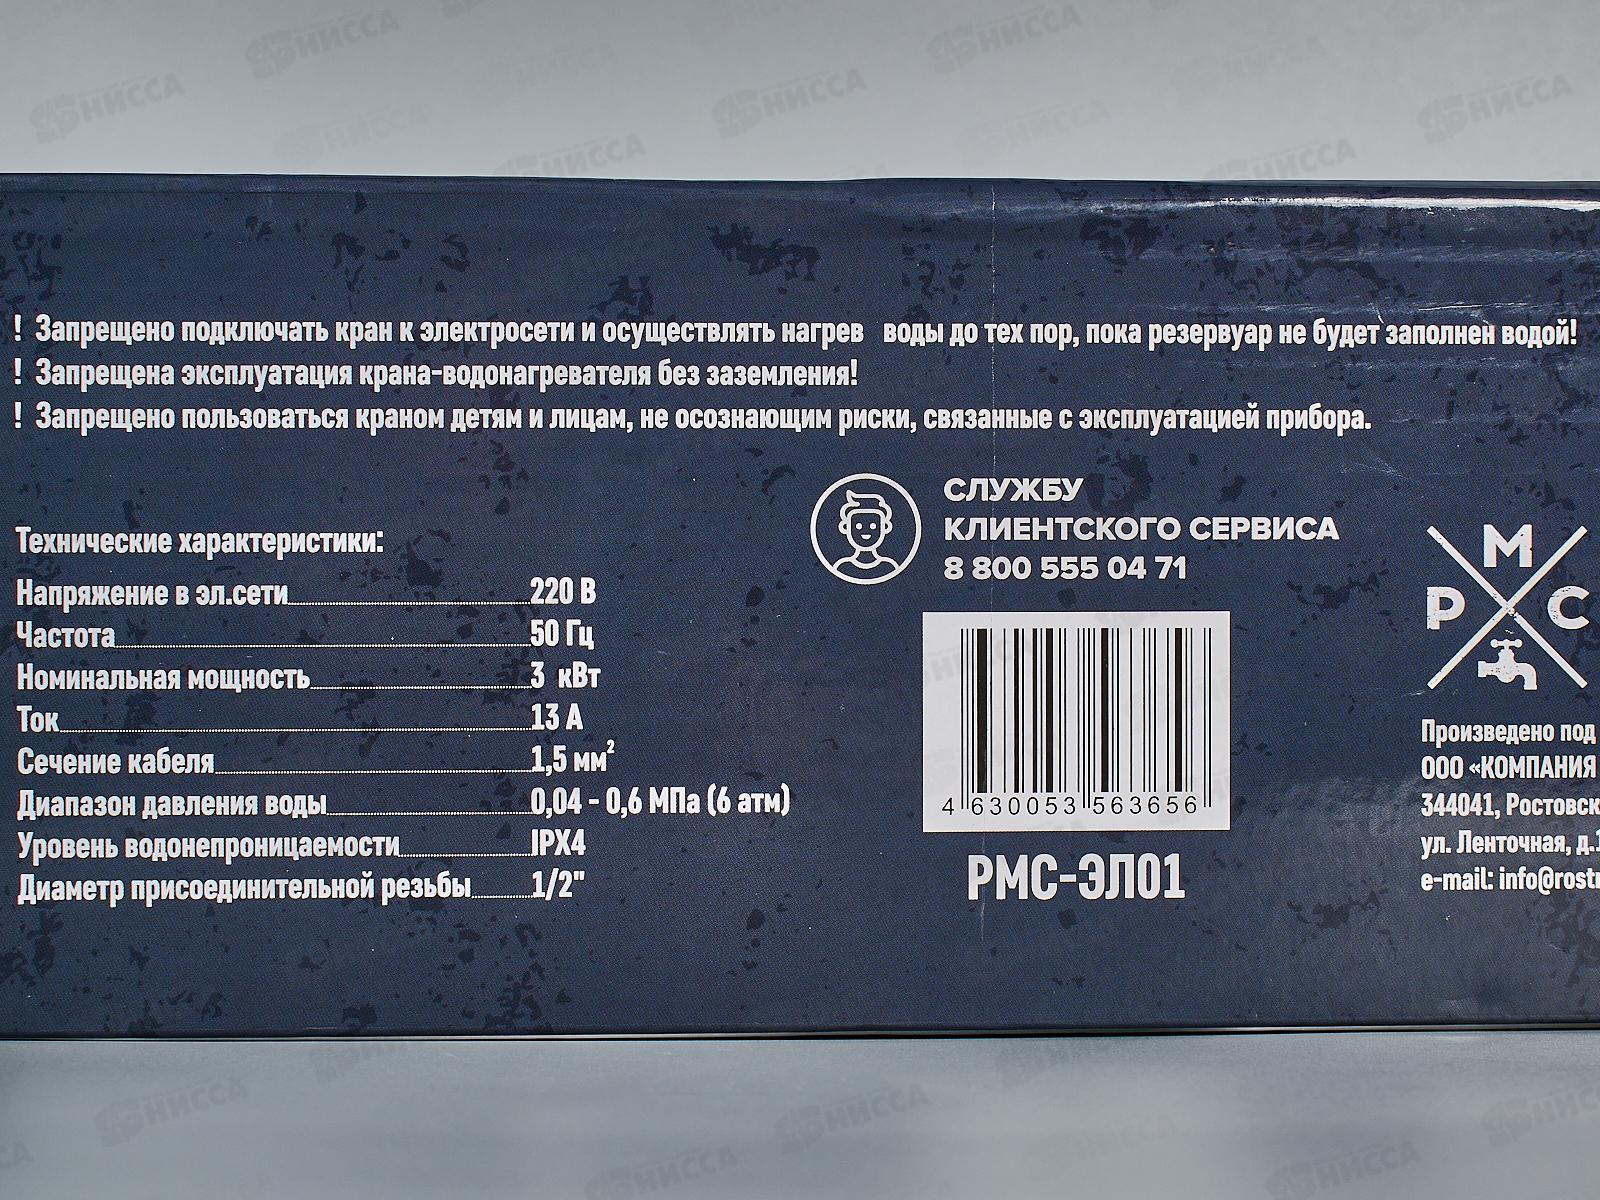 ! Запрещено подключать кран к электросети и осуществлять нагрев воды до тех пор, пока резервуар не будет заполнен водой!
! Запрещена эксплуатация крана-водонагревателя без заземления!
! Запрещено пользоваться краном детям и лицам, не осознающим риски, связанные с эксплуатацией прибора.
СЛУЖБУ
КЛИЕНТСКОГО СЕРВИСА
8 800 555 04 71
Технические характеристики:
Напряжение в эл.сети 220 В
Частота 50 Гц
Номинальная мощность 3 кВт
Ток 13 А
Сечение кабеля 1,5 мм²
Диапазон давления воды 0,04 - 0,6 МПа (6 атм)
Уровень водонепроницаемости IPX4
Диаметр присоединительной резьбы 1/2"
4 630053 563656
РМС-ЭЛ01
М
Р С
Произведено под
ООО «КОМПАНИЯ
344041, Ростовск
ул. Ленточная, д.1
e-mail: info@rost
НИССА